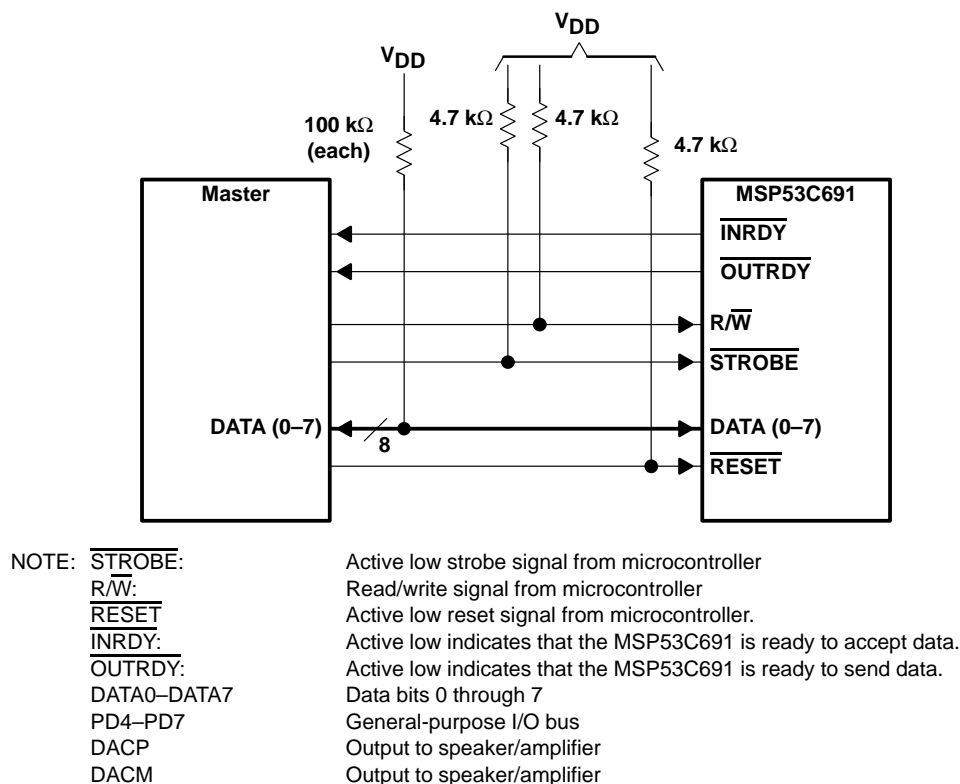 VDD
VDD
100 kΩ
(each)
4.7 kΩ
4.7 kΩ
4.7 kΩ
Master
MSP53C691
INRDY
OUTRDY
R/W
STROBE
DATA (0–7)
8
DATA (0–7)
RESET
NOTE: STROBE: Active low strobe signal from microcontroller
R/W: Read/write signal from microcontroller
RESET Active low reset signal from microcontroller.
INRDY: Active low indicates that the MSP53C691 is ready to accept data.
OUTRDY: Active low indicates that the MSP53C691 is ready to send data.
DATA0–DATA7 Data bits 0 through 7
PD4–PD7 General-purpose I/O bus
DACP Output to speaker/amplifier
DACM Output to speaker/amplifier